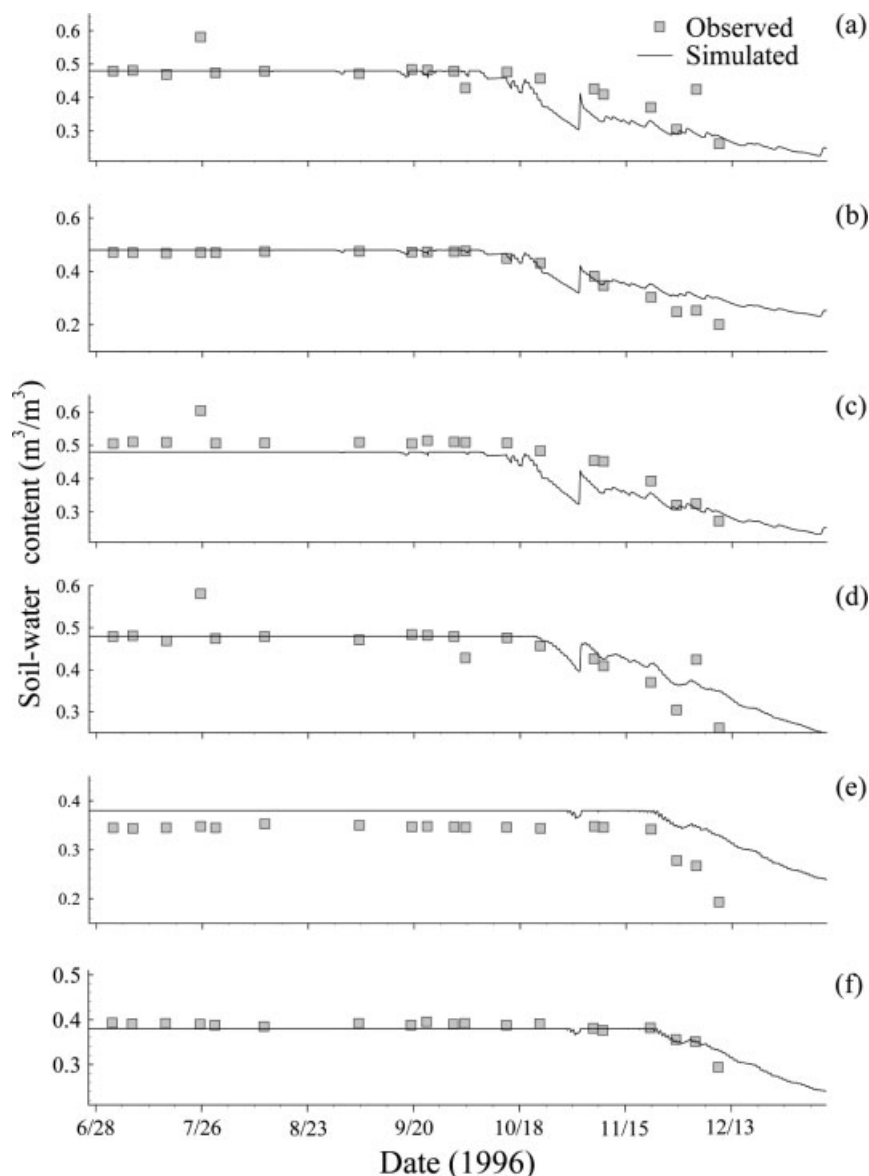 Observed
Simulated
(a)
0.6
0.5
0.4
0.3
(b)
0.6
0.4
0.2
(c)
0.6
0.5
0.4
0.3
(d)
0.6
0.5
0.4
0.3
(e)
0.4
0.3
0.2
(f)
0.5
0.4
0.3
Soil-water content (m³/m³)
6/28 7/26 8/23 9/20 10/18 11/15 12/13
Date (1996)